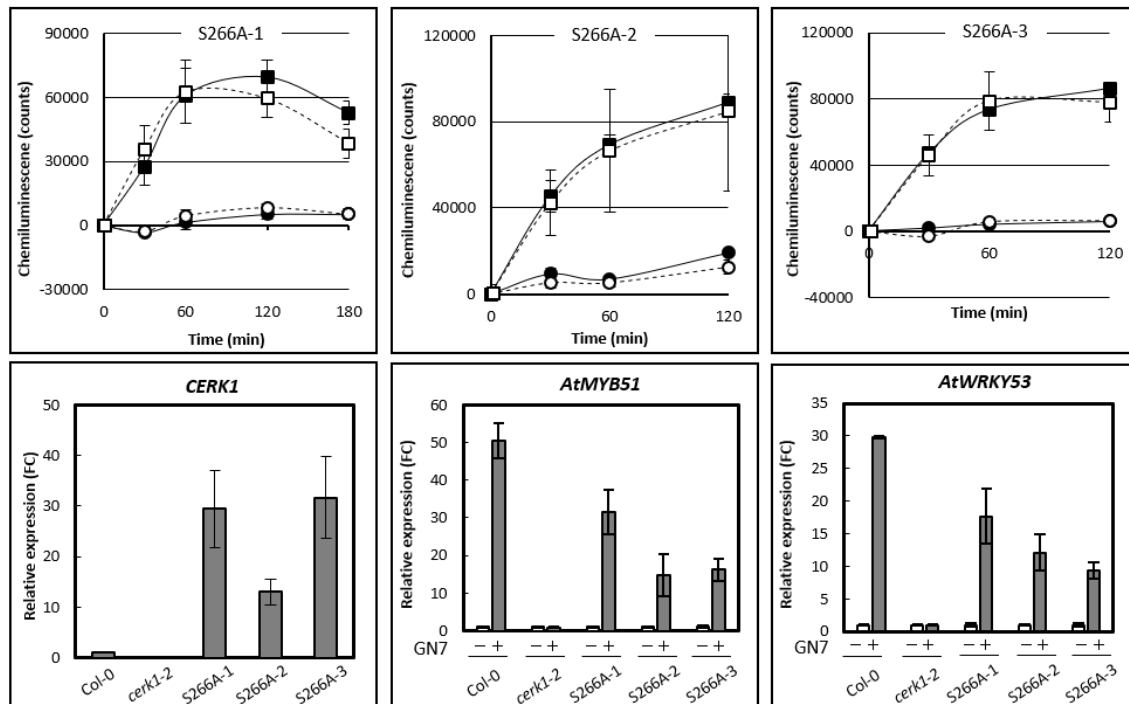 S266A-1
Chemiluminescene (counts)
90000
60000
30000
0
-30000
0 60 120 180
Time (min)
S266A-2
Chemiluminescene (counts)
120000
80000
40000
0
0 60 120
Time (min)
S266A-3
Chemiluminescene (counts)
120000
80000
40000
0
-40000
0 60 120
Time (min)
CERK1
Relative expression (FC)
50
40
30
20
10
0
Col-0 cerk1-2 S266A-1 S266A-2 S266A-3
AtMYB51
Relative expression (FC)
60
50
40
30
20
10
0
GN7 − + − + − + − + − +
Col-0 cerk1-2 S266A-1 S266A-2 S266A-3
AtWRKY53
Relative expression (FC)
35
30
25
20
15
10
5
0
GN7 − + − + − + − + − +
Col-0 cerk1-2 S266A-1 S266A-2 S266A-3